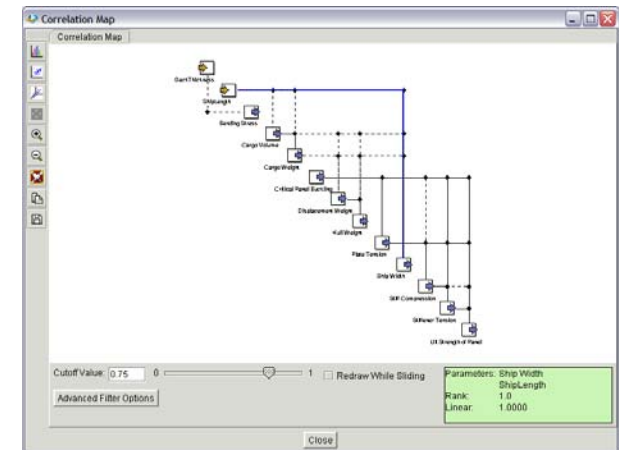 Correlation Map
Correlation Map
ShipLength
Bending Stress
Cargo Volume
Cargo Weight
Critical Panel Buckling
Displacement Weight
Hull Weight
Plate Tension
Ship Width
Stiff Compression
Stiffener Tension
Ult Strength of Panel
Cutoff Value: 0.75 0 1 Redraw While Sliding
Advanced Filter Options
Parameters: Ship Width
ShipLength
Rank: 1.0
Linear: 1.0000
Close